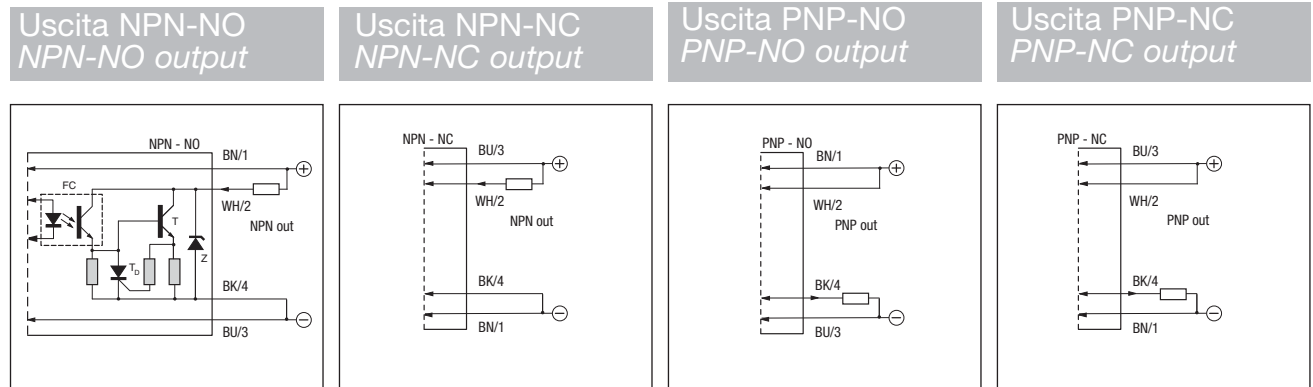 Uscita NPN-NO
NPN-NO output
Uscita NPN-NC
NPN-NC output
Uscita PNP-NO
PNP-NO output
Uscita PNP-NC
PNP-NC output
NPN - NO
BN/1
FC
WH/2
T
NPN out
Z
TD
BK/4
BU/3
NPN - NC
BU/3
WH/2
NPN out
BK/4
BN/1
PNP - NO
BN/1
WH/2
PNP out
BK/4
BU/3
PNP - NC
BU/3
WH/2
PNP out
BK/4
BN/1